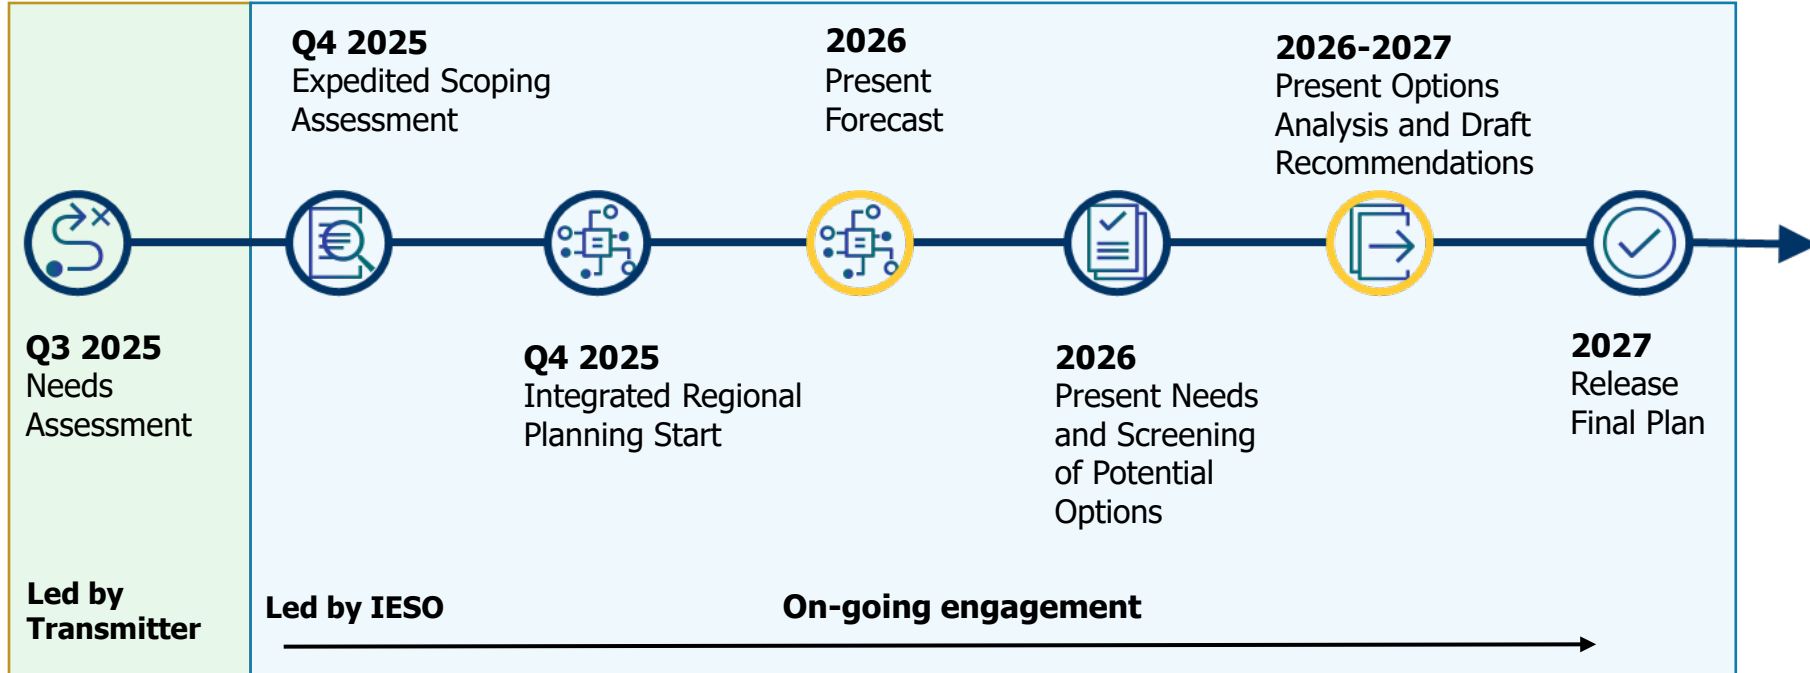 Q3 2025
Needs
Assessment
Q4 2025
Expedited Scoping
Assessment
Q4 2025
Integrated Regional
Planning Start
2026
Present
Forecast
2026
Present Needs
and Screening
of Potential
Options
2026-2027
Present Options
Analysis and Draft
Recommendations
2027
Release
Final Plan
Led by
Transmitter
Led by IESO
On-going engagement